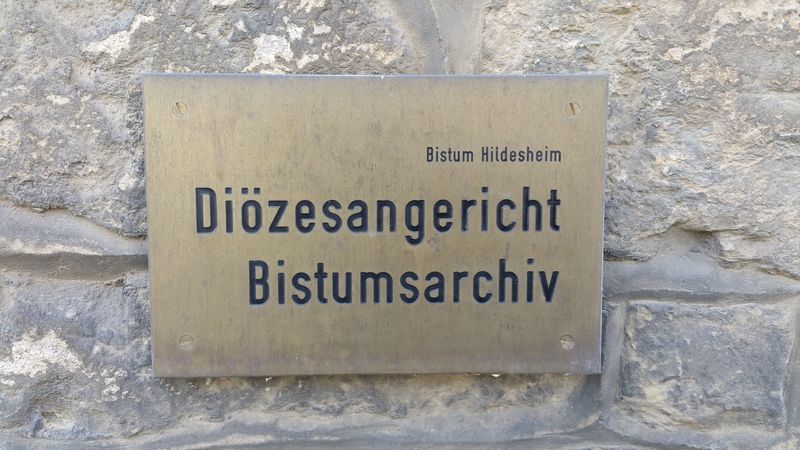 Bistum Hildesheim
Diözesangericht
Bistumsarchiv